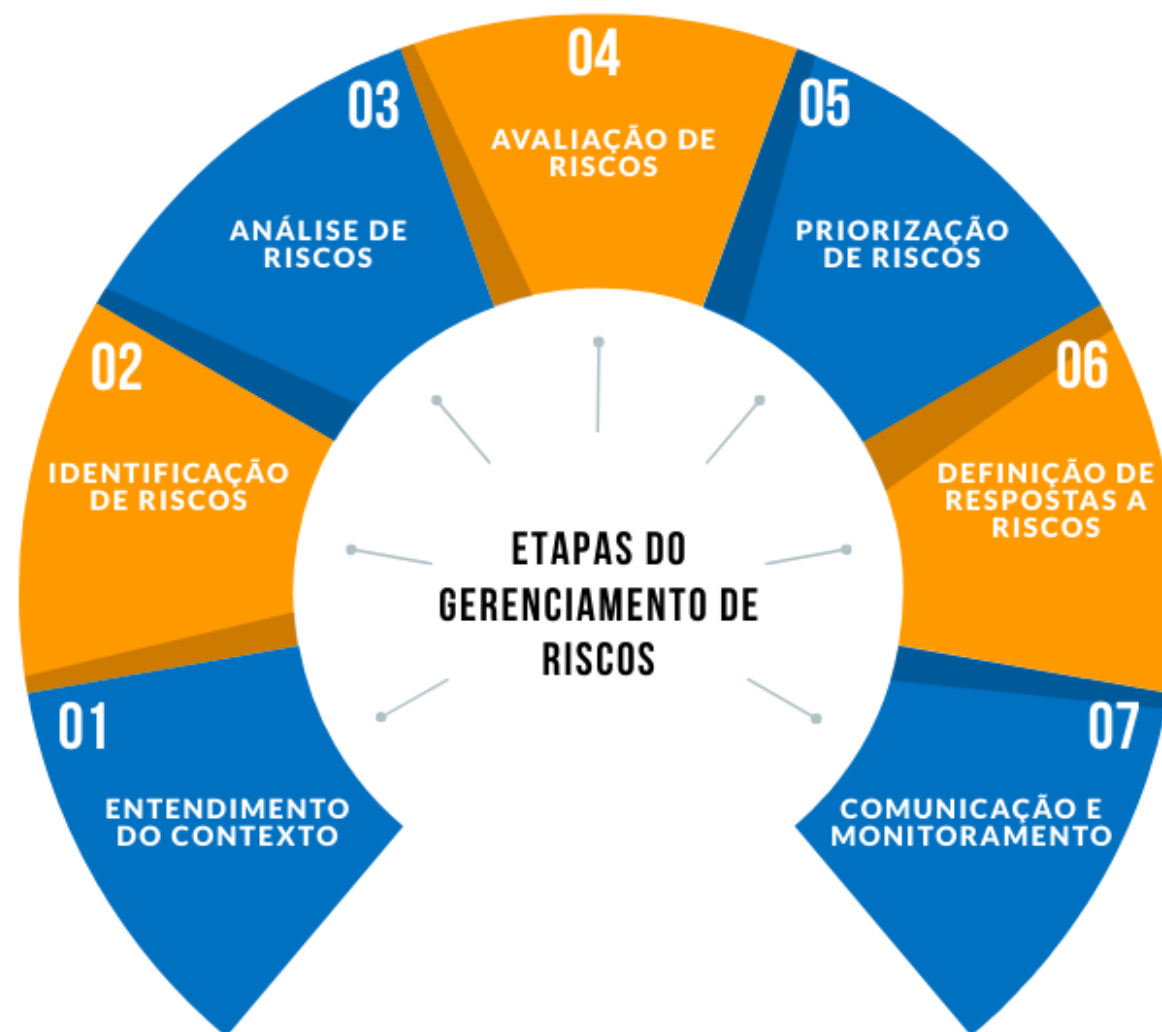 01
ENTENDIMENTO
DO CONTEXTO
02
IDENTIFICAÇÃO
DE RISCOS
03
ANÁLISE DE
RISCOS
04
AVALIAÇÃO DE
RISCOS
05
PRIORIZAÇÃO
DE RISCOS
06
DEFINIÇÃO DE
RESPOSTAS A
RISCOS
07
COMUNICAÇÃO E
MONITORAMENTO
ETAPAS DO
GERENCIAMENTO DE
RISCOS